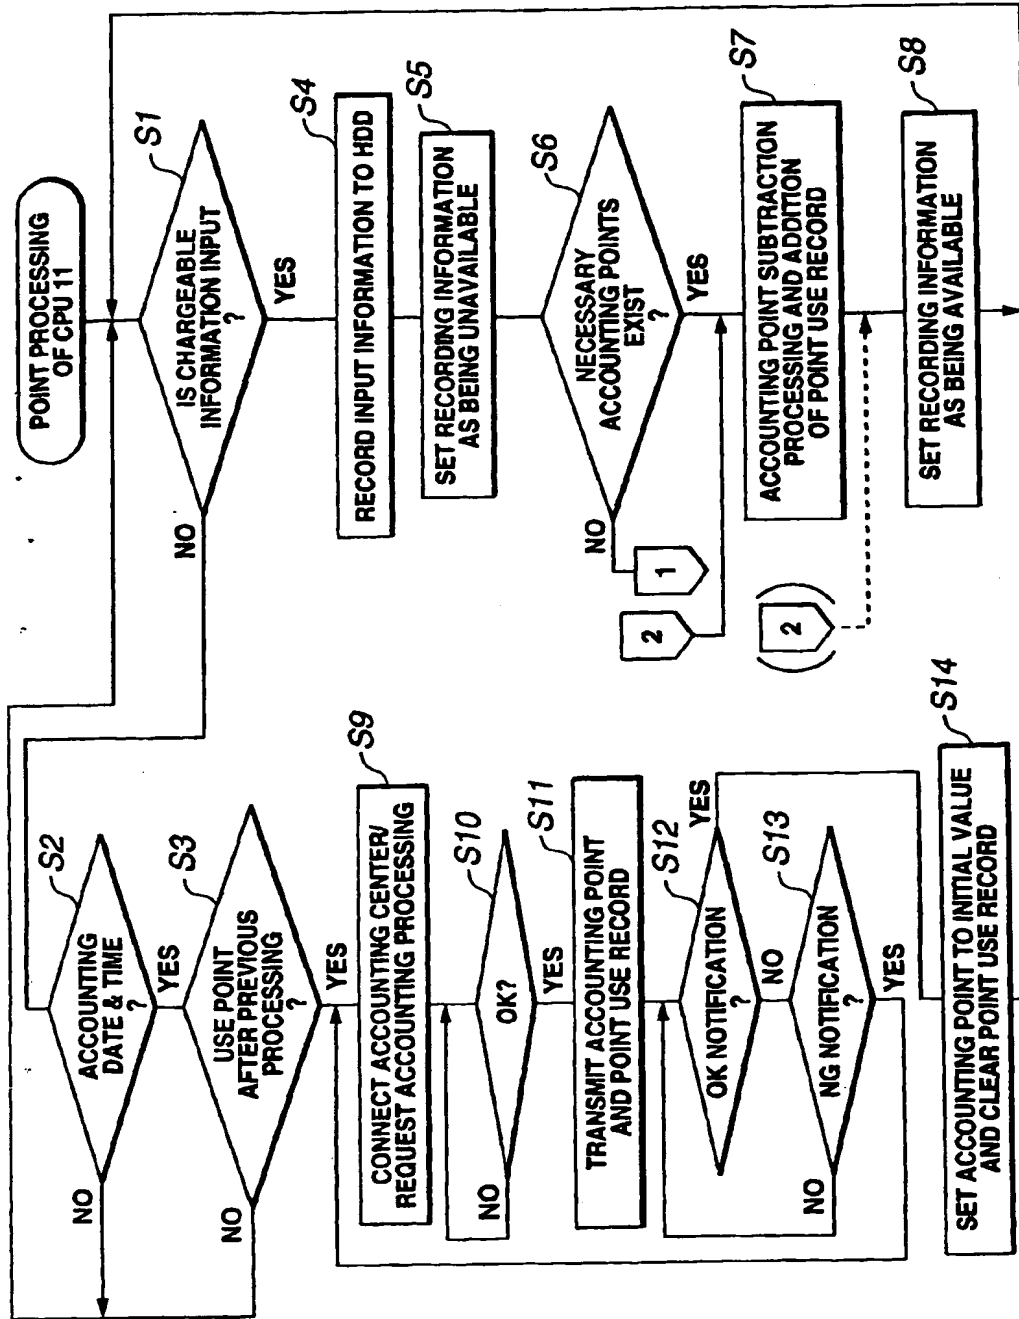 POINT PROCESSING
OF CPU 11
S1
IS CHARGEABLE
INFORMATION INPUT
?
NO
YES
S4
RECORD INPUT INFORMATION TO HDD
S5
SET RECORDING INFORMATION
AS BEING UNAVAILABLE
S6
NECESSARY
ACCOUNTING POINTS
EXIST
?
NO
YES
1
2
S7
ACCOUNTING POINT SUBTRACTION
PROCESSING AND ADDITION
OF POINT USE RECORD
(2)
S8
SET RECORDING INFORMATION
AS BEING AVAILABLE
S2
ACCOUNTING
DATE & TIME
?
NO
YES
S3
USE POINT
AFTER PREVIOUS
PROCESSING
?
NO
YES
S9
CONNECT ACCOUNTING CENTER/
REQUEST ACCOUNTING PROCESSING
S10
OK?
NO
YES
S11
TRANSMIT ACCOUNTING POINT
AND POINT USE RECORD
S12
OK NOTIFICATION
?
YES
NO
S13
NG NOTIFICATION
?
NO
YES
S14
SET ACCOUNTING POINT TO INITIAL VALUE
AND CLEAR POINT USE RECORD